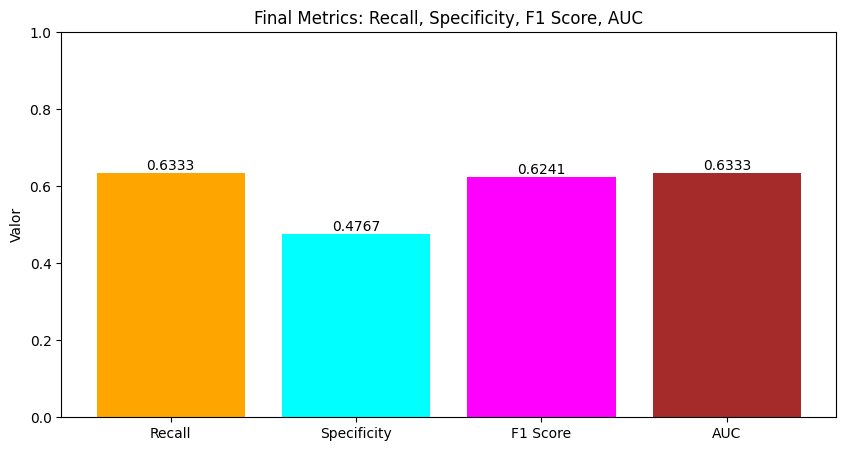 Final Metrics: Recall, Specificity, F1 Score, AUC
1.0
0.8
0.6
0.4
0.2
0.0
Valor
0.6333
0.4767
0.6241
0.6333
Recall
Specificity
F1 Score
AUC